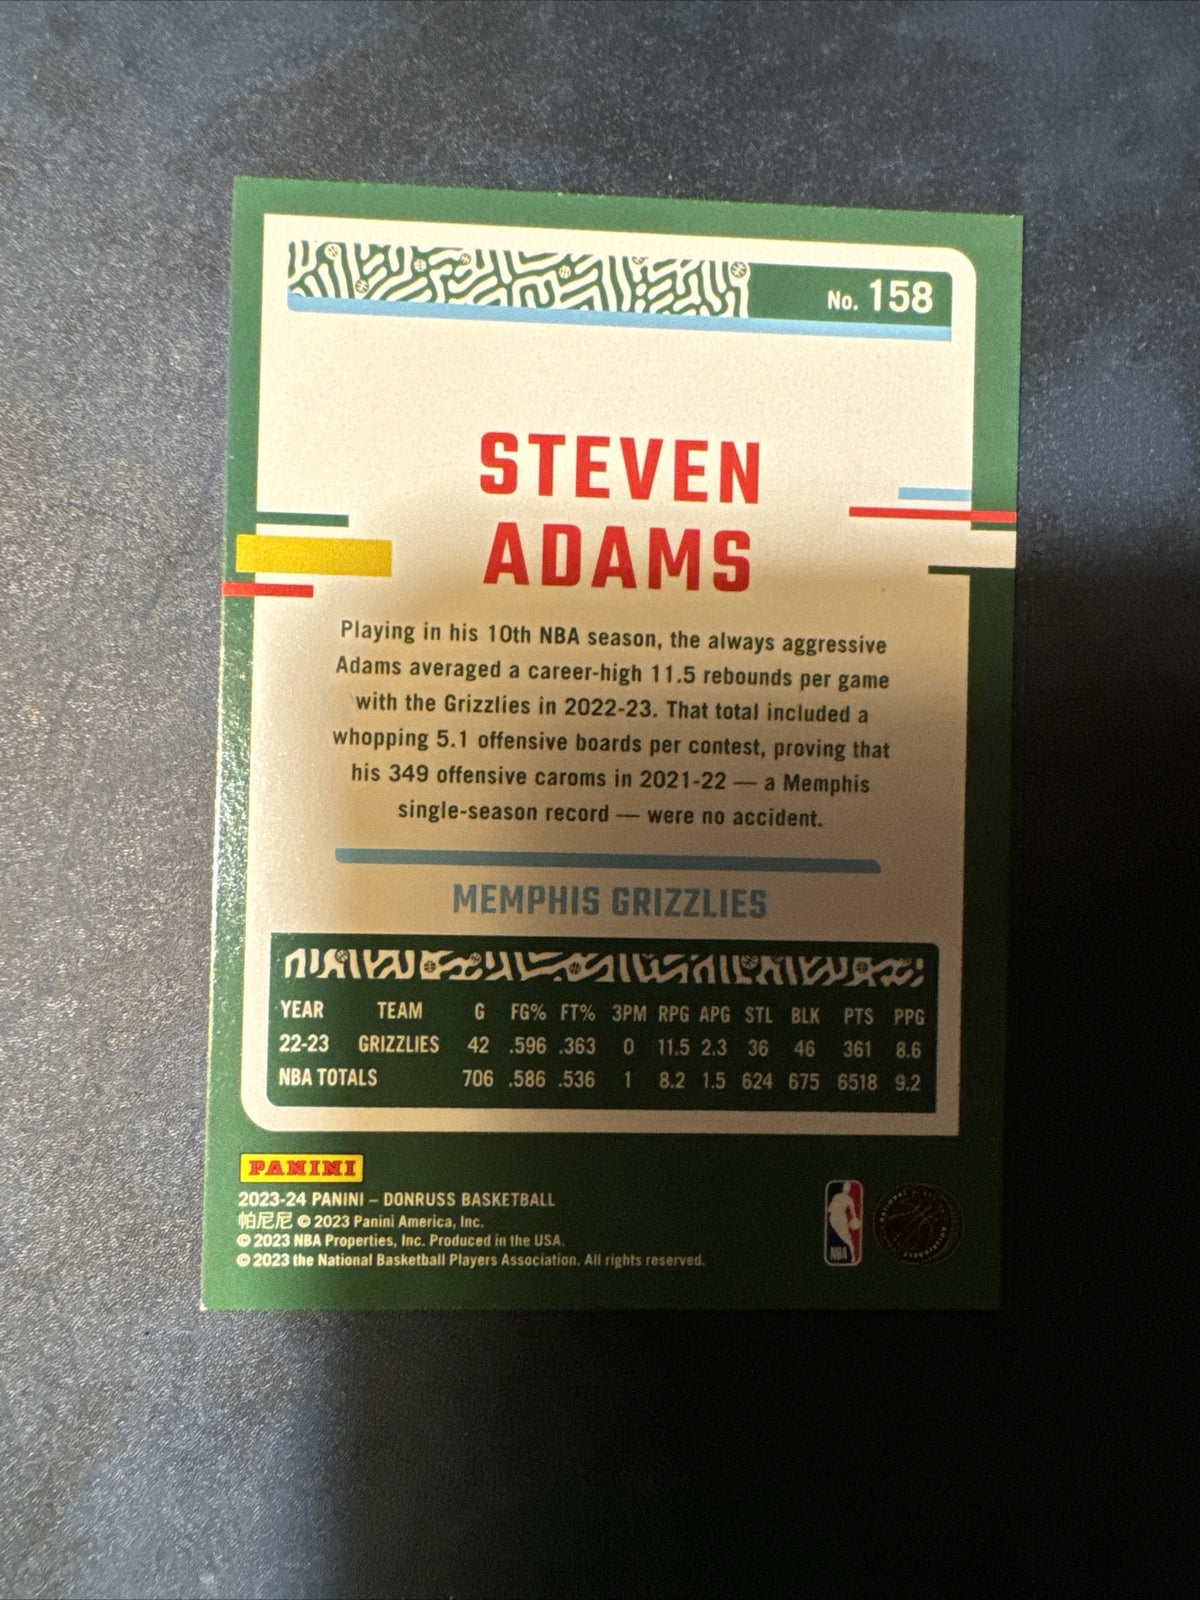 No. 158
STEVEN
ADAMS
Playing in his 10th NBA season, the always aggressive
Adams averaged a career-high 11.5 rebounds per game
with the Grizzlies in 2022-23. That total included a
whopping 5.1 offensive boards per contest, proving that
his 349 offensive caroms in 2021-22 — a Memphis
single-season record — were no accident.
MEMPHIS GRIZZLIES
YEAR TEAM G FG% FT% 3PM RPG APG STL BLK PTS PPG
22-23 GRIZZLIES 42 .596 .363 0 11.5 2.3 36 46 361 8.6
NBA TOTALS 706 .586 .536 1 8.2 1.5 624 675 6518 9.2
PANINI
2023-24 PANINI – DONRUSS BASKETBALL
帕尼尼 © 2023 Panini America, Inc.
© 2023 NBA Properties, Inc. Produced in the USA.
© 2023 the National Basketball Players Association. All rights reserved.
NBA